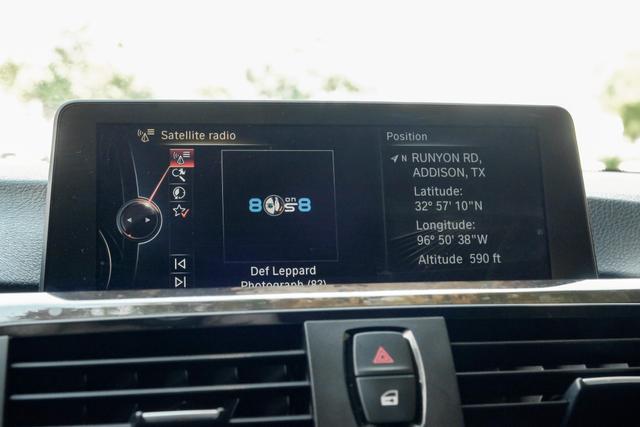 Satellite radio
80s on 8
Def Leppard
Photograph (82)
Position
N RUNYON RD,
ADDISON, TX
Latitude:
32° 57' 10"N
Longitude:
96° 50' 38"W
Altitude 590 ft